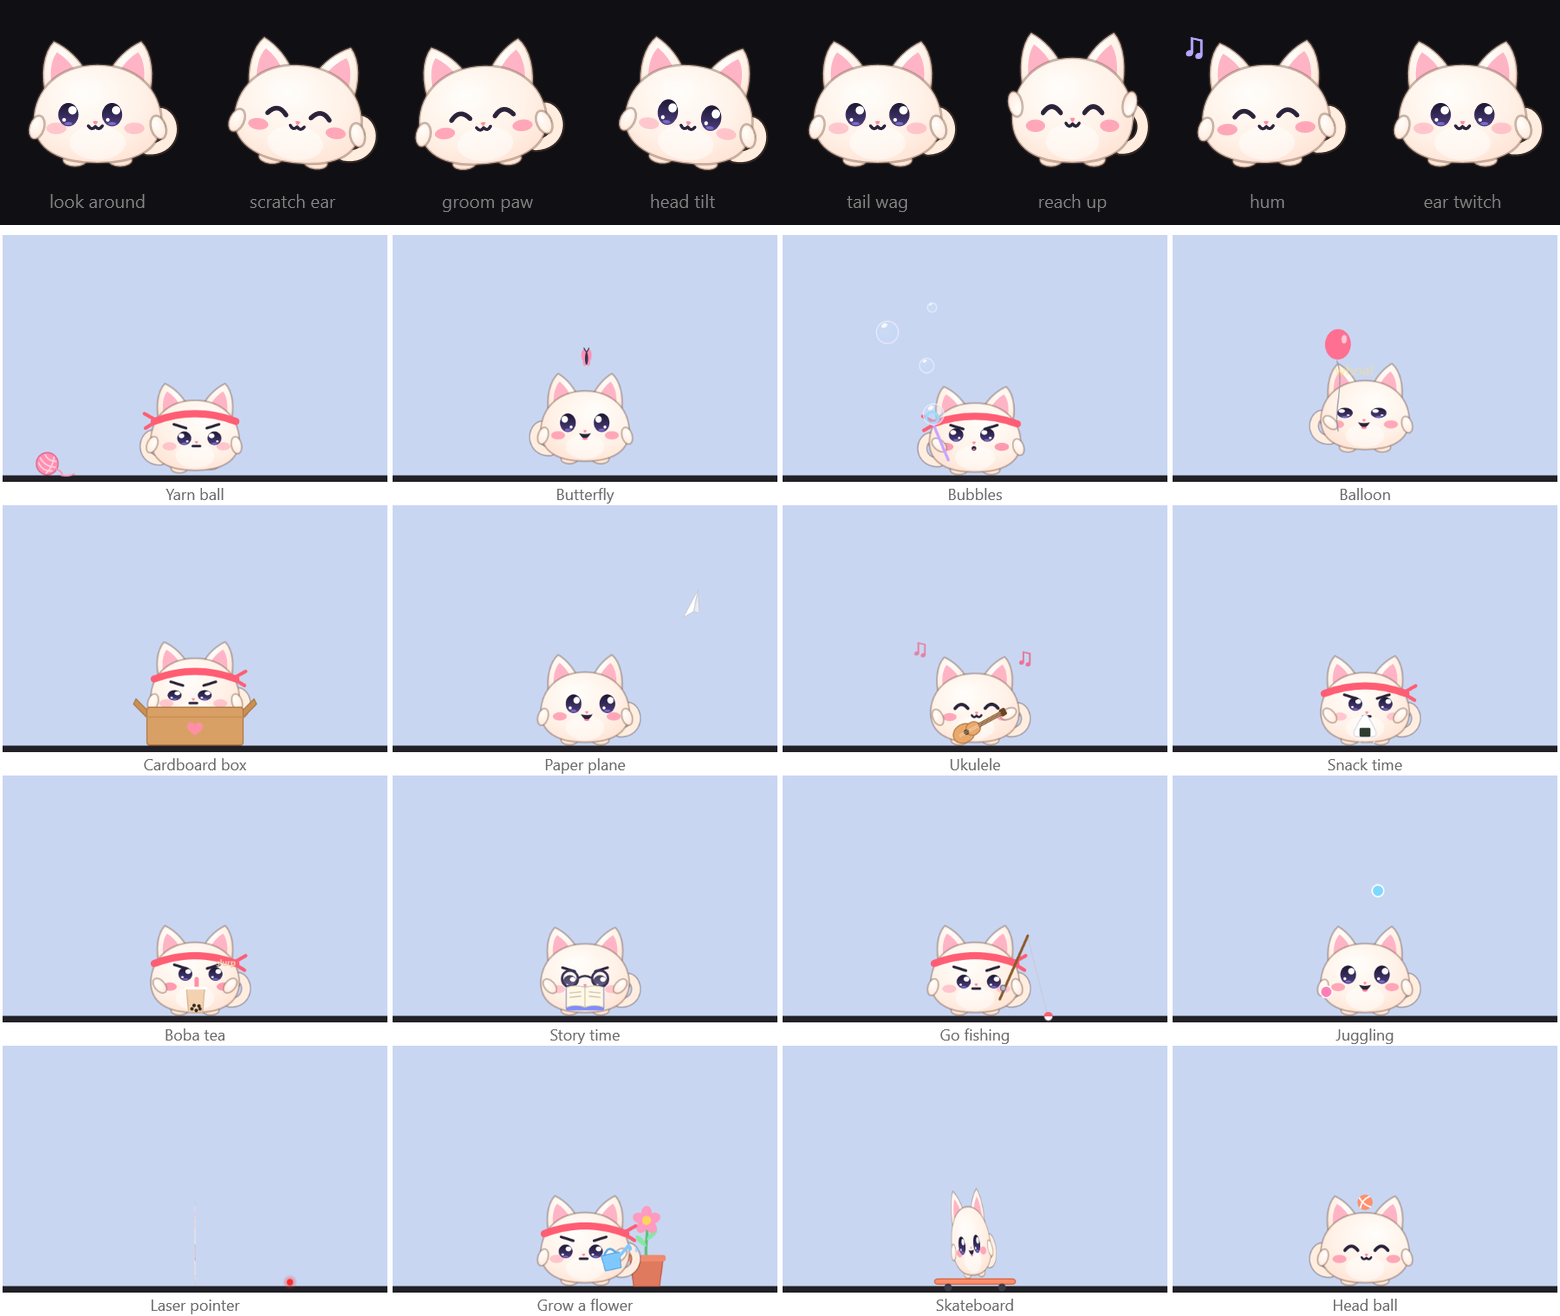 look around
scratch ear
groom paw
head tilt
tail wag
reach up
hum
ear twitch
Yarn ball
Butterfly
Bubbles
Balloon
Cardboard box
Paper plane
Ukulele
Snack time
Boba tea
Story time
Go fishing
Juggling
Laser pointer
Grow a flower
Skateboard
Head ball